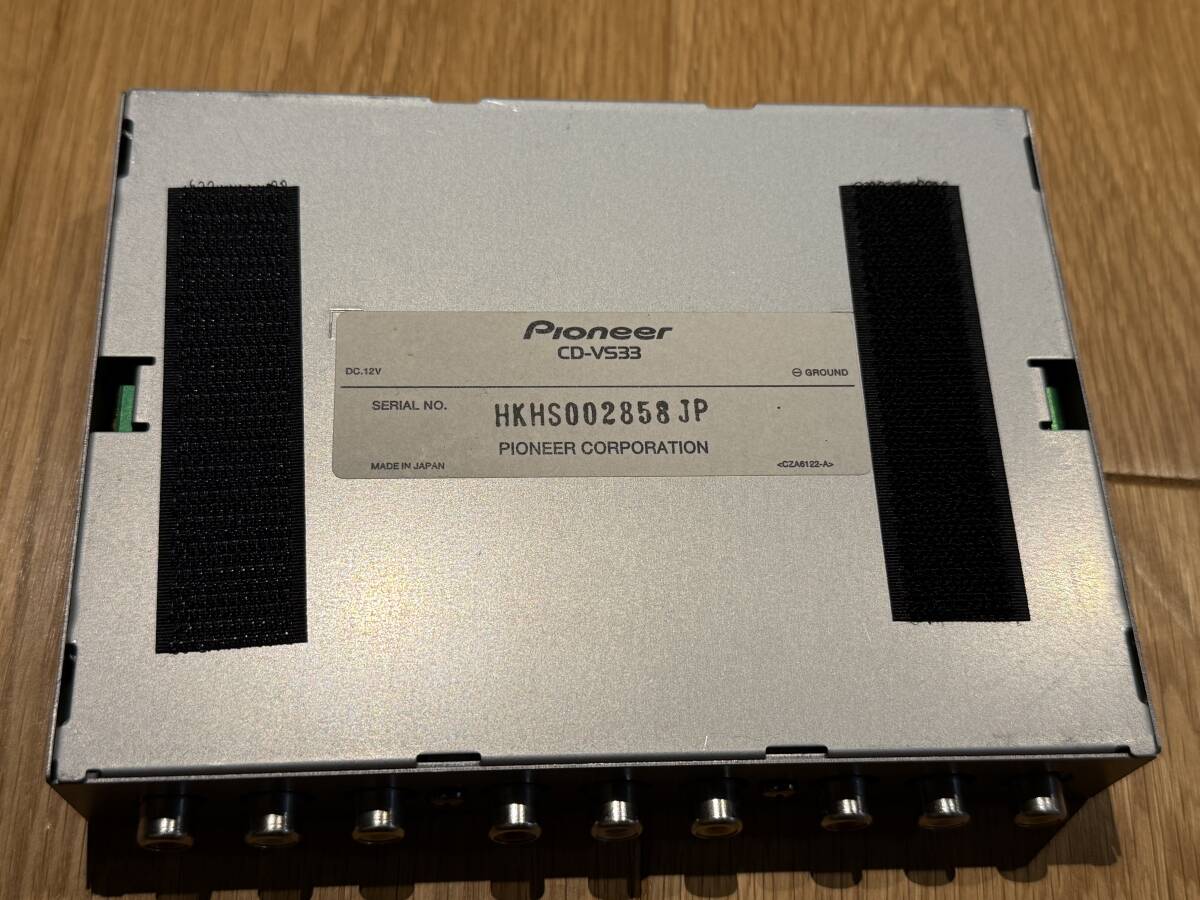 Pioneer
CD-VS33
DC.12V
⊖ GROUND
SERIAL NO. HKHS002858JP
PIONEER CORPORATION
MADE IN JAPAN
<CZA6122-A>